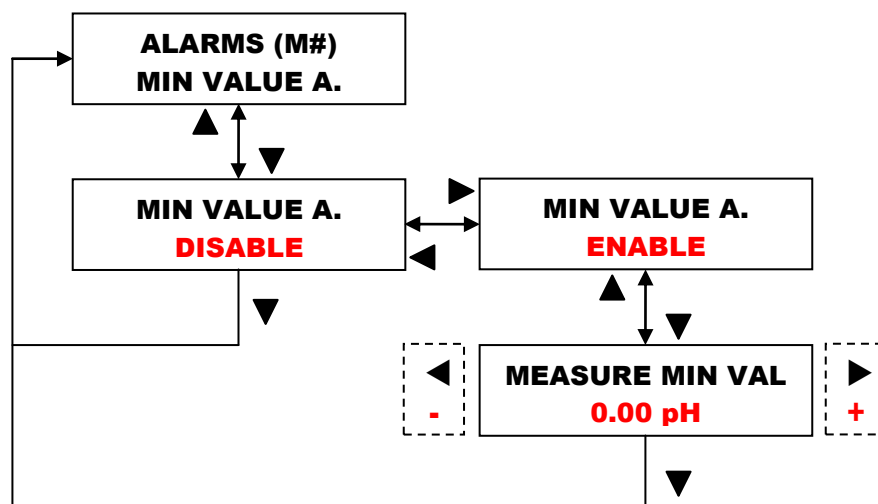 ALARMS (M#)
MIN VALUE A.
MIN VALUE A.
DISABLE
MIN VALUE A.
ENABLE
MEASURE MIN VAL
0.00 pH
-
+